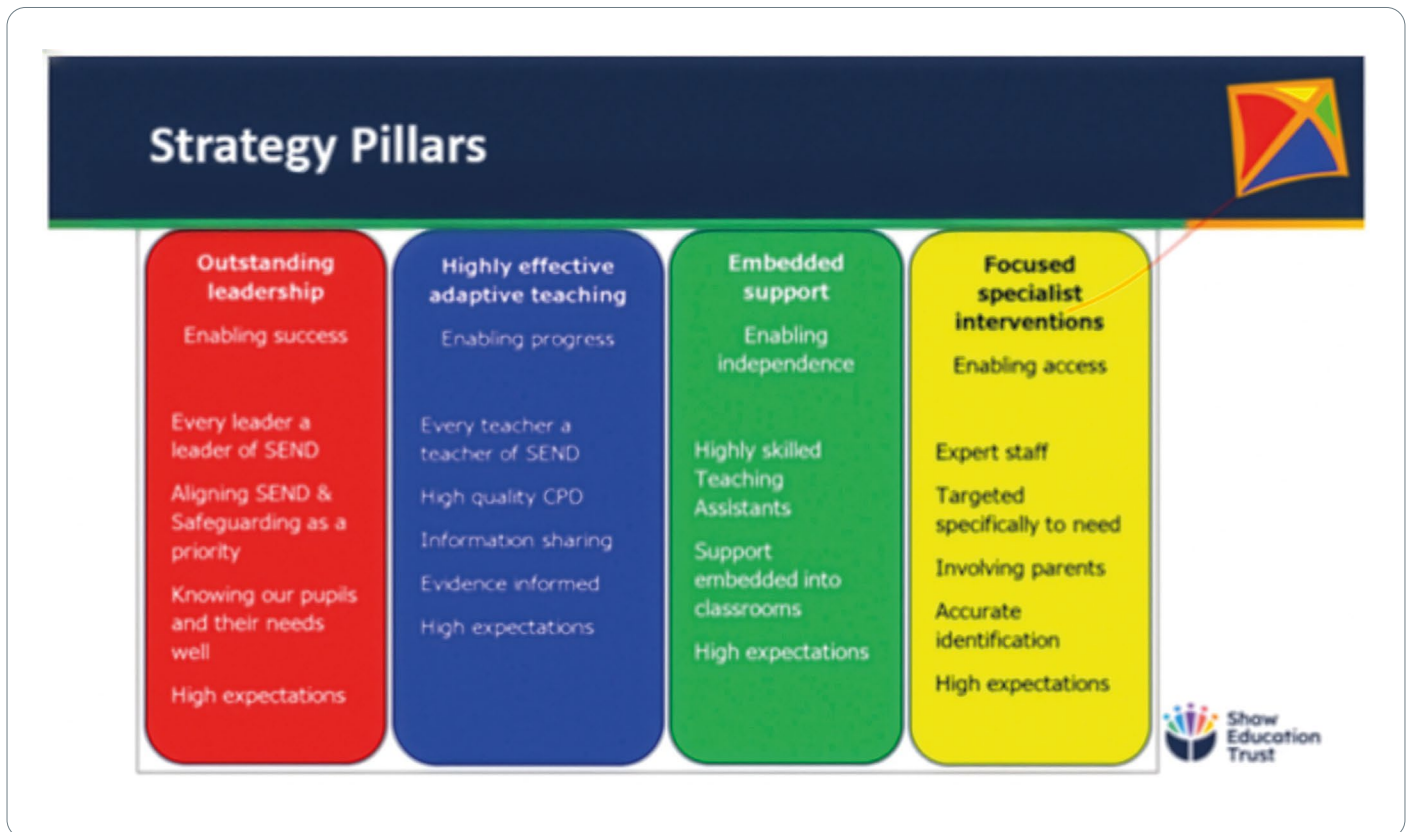 Strategy Pillars
Outstanding
leadership
Enabling success
Every leader a
leader of SEND
Aligning SEND &
Safeguarding as a
priority
Knowing our pupils
and their needs
well
High expectations
Highly effective
adaptive teaching
Enabling progress
Every teacher a
teacher of SEND
High quality CPD
Information sharing
Evidence informed
High expectations
Embedded
support
Enabling
independence
Highly skilled
Teaching
Assistants
Support
embedded into
classrooms
High expectations
Focused
specialist
interventions
Enabling access
Expert staff
Targeted
specifically to need
Involving parents
Accurate
identification
High expectations
Shaw
Education
Trust